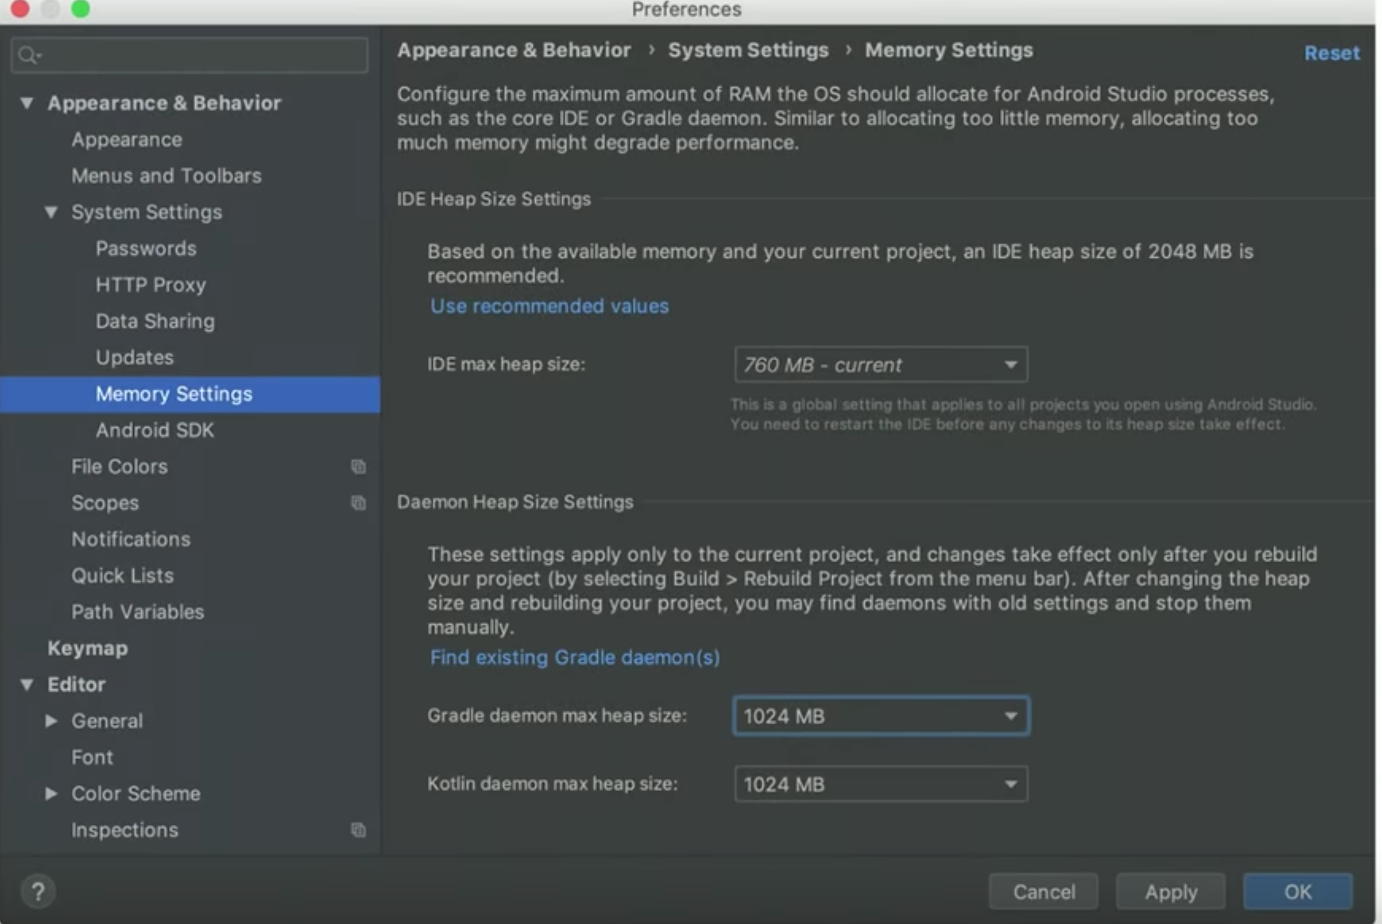 Preferences
Appearance & Behavior
Appearance
Menus and Toolbars
System Settings
Passwords
HTTP Proxy
Data Sharing
Updates
Memory Settings
Android SDK
File Colors
Scopes
Notifications
Quick Lists
Path Variables
Keymap
Editor
General
Font
Color Scheme
Inspections
?
Appearance & Behavior › System Settings › Memory Settings
Reset
Configure the maximum amount of RAM the OS should allocate for Android Studio processes,
such as the core IDE or Gradle daemon. Similar to allocating too little memory, allocating too
much memory might degrade performance.
IDE Heap Size Settings
Based on the available memory and your current project, an IDE heap size of 2048 MB is
recommended.
Use recommended values
IDE max heap size: 760 MB - current
This is a global setting that applies to all projects you open using Android Studio.
You need to restart the IDE before any changes to its heap size take effect.
Daemon Heap Size Settings
These settings apply only to the current project, and changes take effect only after you rebuild
your project (by selecting Build > Rebuild Project from the menu bar). After changing the heap
size and rebuilding your project, you may find daemons with old settings and stop them
manually.
Find existing Gradle daemon(s)
Gradle daemon max heap size: 1024 MB
Kotlin daemon max heap size: 1024 MB
Cancel Apply OK